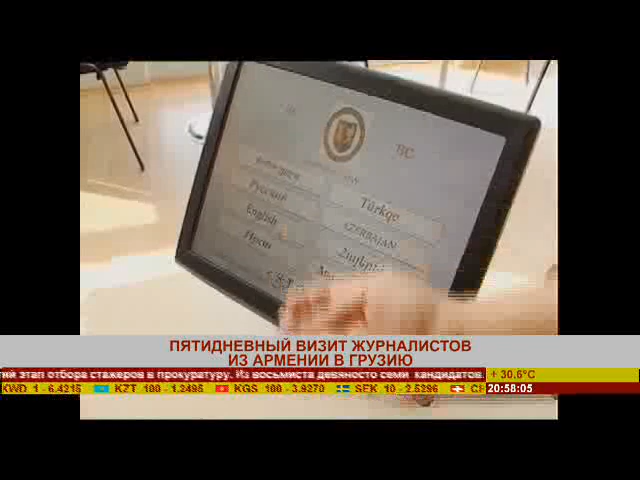 Русский
Türkçe
English
AZERBAJAN
ПЯТИДНЕВНЫЙ ВИЗИТ ЖУРНАЛИСТОВ
ИЗ АРМЕНИИ В ГРУЗИЮ
этап отбора стажеров в прокуратуру. Из восьмиста девяносто семи кандидатов. + 30.6°C
KWD 1 - 6.4215 KZT 100 - 1.2495 KGS 100 - 3.9270 SEK 10 - 2.5296 20:58:05